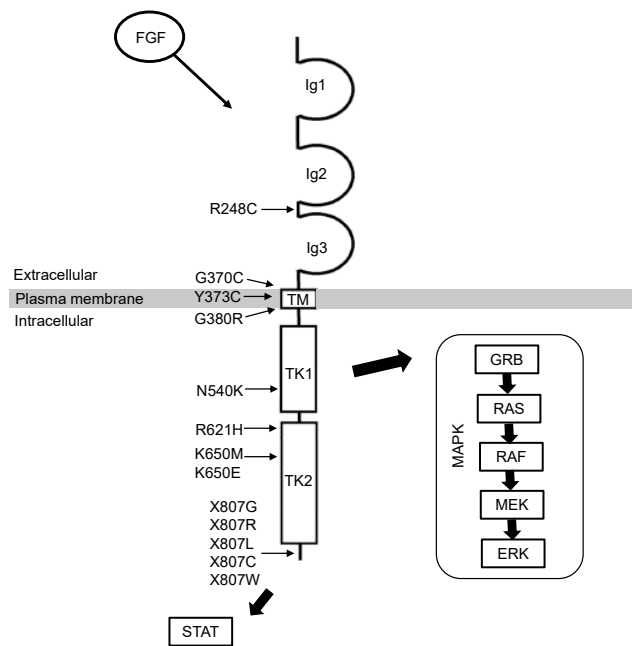 FGF
Ig1
Ig2
R248C
Ig3
Extracellular
G370C
Plasma membrane
Y373C
TM
Intracellular
G380R
TK1
N540K
R621H
K650M
K650E
TK2
X807G
X807R
X807L
X807C
X807W
STAT
MAPK
GRB
RAS
RAF
MEK
ERK